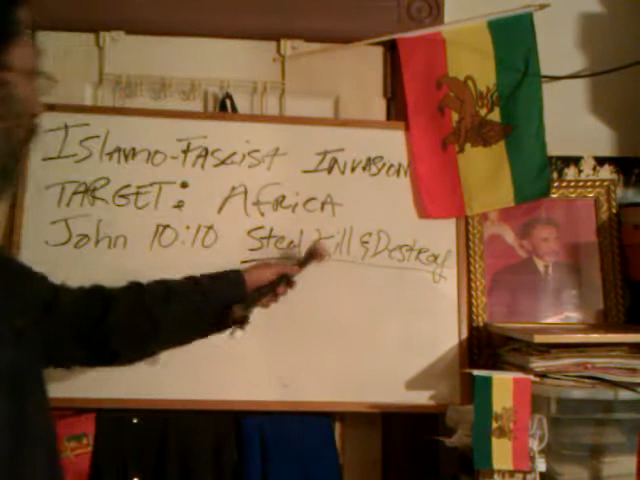 Islamo-Fascist Invasion
TARGET: Africa
John 10:10 Steal, Kill & Destroy